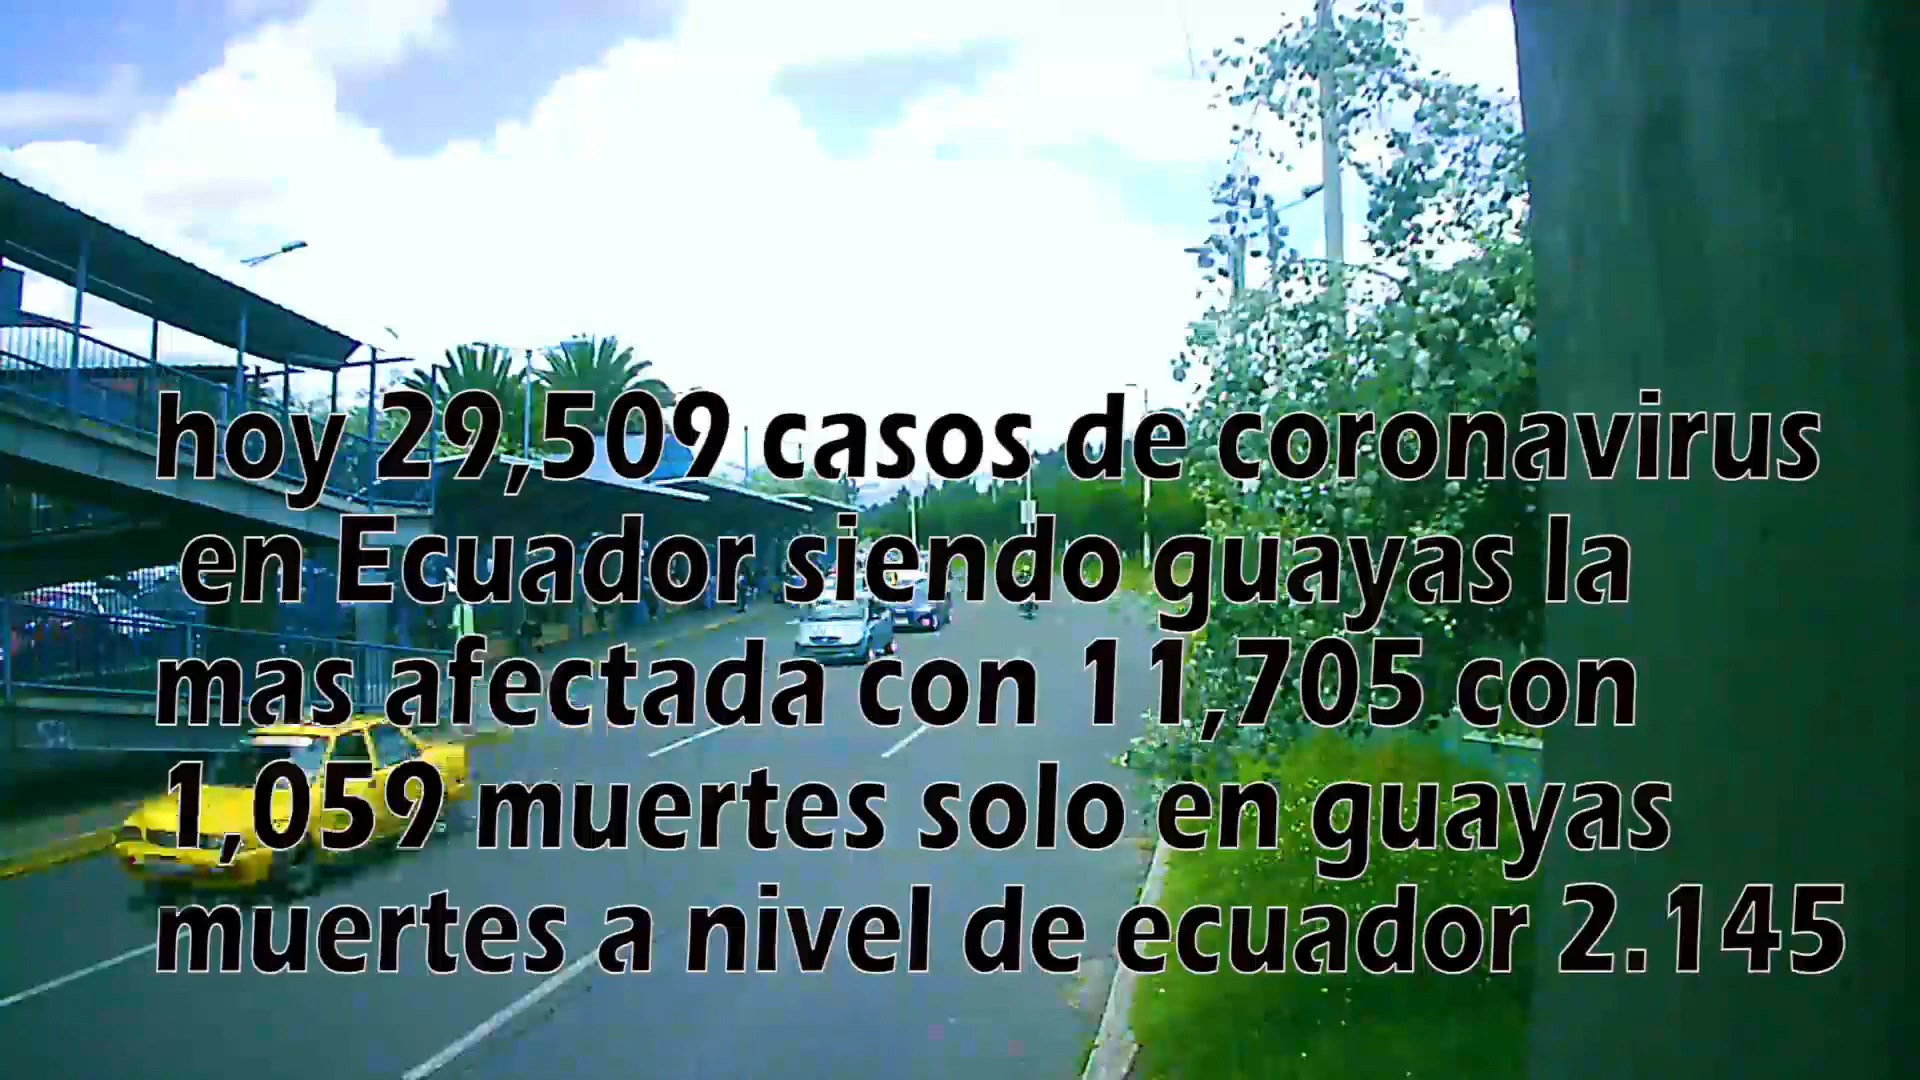 hoy 29,509 casos de coronavirus
en Ecuador siendo guayas la
mas afectada con 11,705 con
1,059 muertes solo en guayas
muertes a nivel de ecuador 2.145